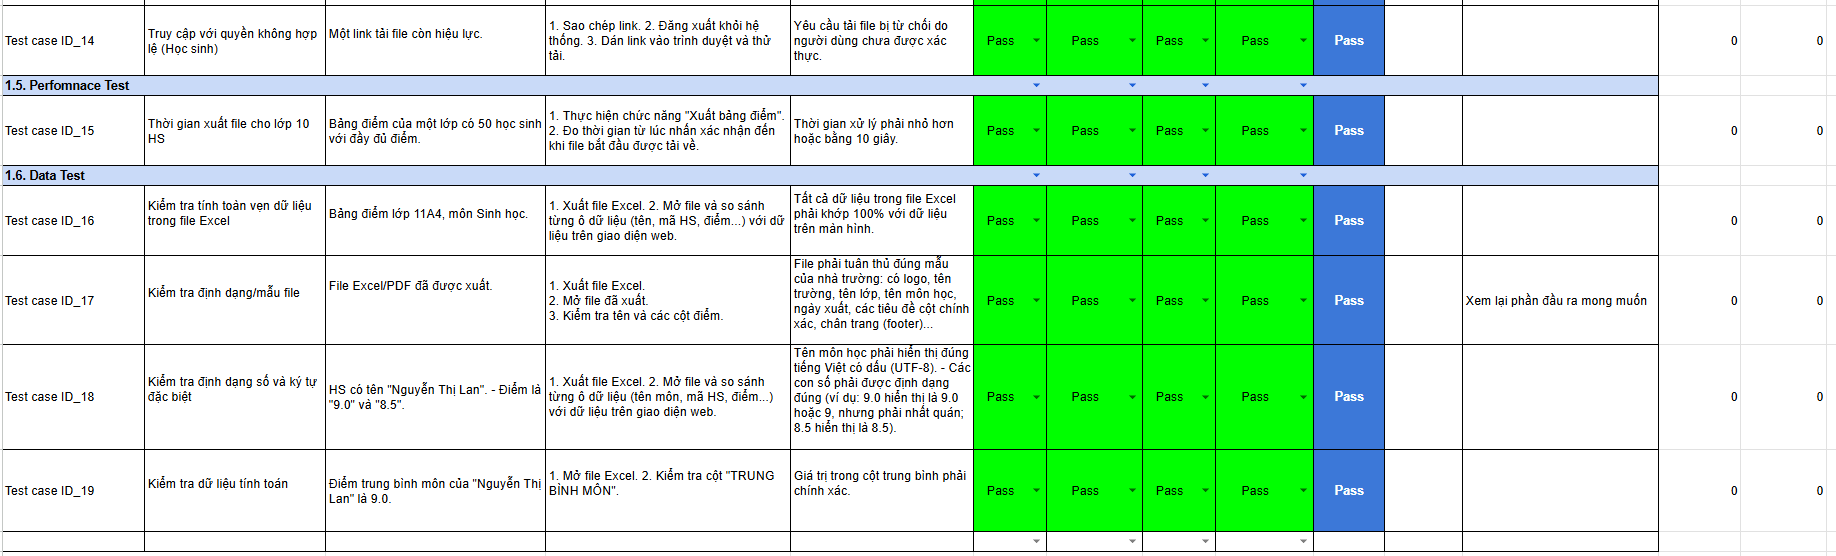 Test case ID_14
Truy cập với quyền không hợp
lệ (Học sinh)
Một link tải file còn hiệu lực.
1. Sao chép link. 2. Đăng xuất khỏi hệ
thống. 3. Dán link vào trình duyệt và thử
tải.
Yêu cầu tải file bị từ chối do
người dùng chưa được xác
thực.
Pass
Pass
Pass
Pass
Pass
0
0
1.5. Perfomnace Test
Test case ID_15
Thời gian xuất file cho lớp 10
HS
Bảng điểm của một lớp có 50 học sinh
với đầy đủ điểm.
1. Thực hiện chức năng "Xuất bảng điểm".
2. Đo thời gian từ lúc nhấn xác nhận đến
khi file bắt đầu được tải về.
Thời gian xử lý phải nhỏ hơn
hoặc bằng 10 giây.
Pass
Pass
Pass
Pass
Pass
0
0
1.6. Data Test
Test case ID_16
Kiểm tra tính toàn vẹn dữ liệu
trong file Excel
Bảng điểm lớp 11A4, môn Sinh học.
1. Xuất file Excel. 2. Mở file và so sánh
từng ô dữ liệu (tên, mã HS, điểm...) với dữ
liệu trên giao diện web.
Tất cả dữ liệu trong file Excel
phải khớp 100% với dữ liệu
trên màn hình.
Pass
Pass
Pass
Pass
Pass
0
0
Test case ID_17
Kiểm tra định dạng/mẫu file
File Excel/PDF đã được xuất.
1. Xuất file Excel.
2. Mở file đã xuất.
3. Kiểm tra tên và các cột điểm.
File phải tuân thủ đúng mẫu
của nhà trường: có logo, tên
trường, tên lớp, tên môn học,
ngày xuất, các tiêu đề cột chính
xác, chân trang (footer)...
Pass
Pass
Pass
Pass
Pass
Xem lại phần đầu ra mong muốn
0
0
Test case ID_18
Kiểm tra định dạng số và ký tự
đặc biệt
HS có tên "Nguyễn Thị Lan". - Điểm là
"9.0" và "8.5".
1. Xuất file Excel. 2. Mở file và so sánh
từng ô dữ liệu (tên môn, mã HS, điểm...)
với dữ liệu trên giao diện web.
Tên môn học phải hiển thị đúng
tiếng Việt có dấu (UTF-8). - Các
con số phải được định dạng
đúng (ví dụ: 9.0 hiển thị là 9.0
hoặc 9, nhưng phải nhất quán;
8.5 hiển thị là 8.5).
Pass
Pass
Pass
Pass
Pass
0
0
Test case ID_19
Kiểm tra dữ liệu tính toán
Điểm trung bình môn của "Nguyễn Thị
Lan" là 9.0.
1. Mở file Excel. 2. Kiểm tra cột "TRUNG
BÌNH MÔN".
Giá trị trong cột trung bình phải
chính xác.
Pass
Pass
Pass
Pass
Pass
0
0